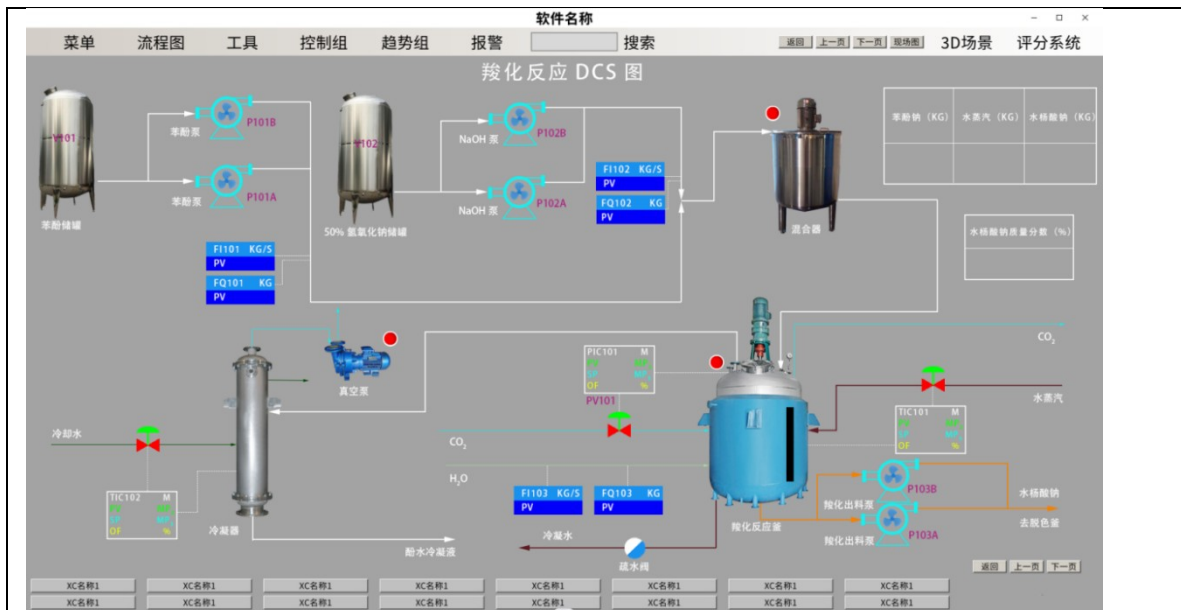 软件名称
菜单 流程图 工具 控制组 趋势组 报警 搜索 返回 上一页 下一页 现场图 3D场景 评分系统
羧化反应 DCS 图
V101
苯酚泵
P101B
苯酚泵
P101A
苯酚储罐
V102
NaOH 泵
P102B
NaOH 泵
P102A
50% 氢氧化钠储罐
FI102 KG/S
PV
FQ102 KG
PV
混合器
苯酚钠（KG） 水蒸汽（KG） 水杨酸钠（KG）
水杨酸钠质量分数（%）
FI101 KG/S
PV
FQ101 KG
PV
真空泵
PIC101 M
SP
OF %
PV101
CO₂
水蒸汽
TIC101 M
SP
OF %
冷却水
TIC102 M
SP
OF %
冷凝器
酚水冷凝液
CO₂
H₂O
FI103 KG/S
PV
FQ103 KG
PV
冷凝水
疏水阀
羧化反应釜
羧化出料泵
P103B
羧化出料泵
P103A
水杨酸钠
去脱色釜
返回 上一页 下一页
XC名称1 XC名称1 XC名称1 XC名称1 XC名称1 XC名称1 XC名称1 XC名称1
XC名称1 XC名称1 XC名称1 XC名称1 XC名称1 XC名称1 XC名称1 XC名称1